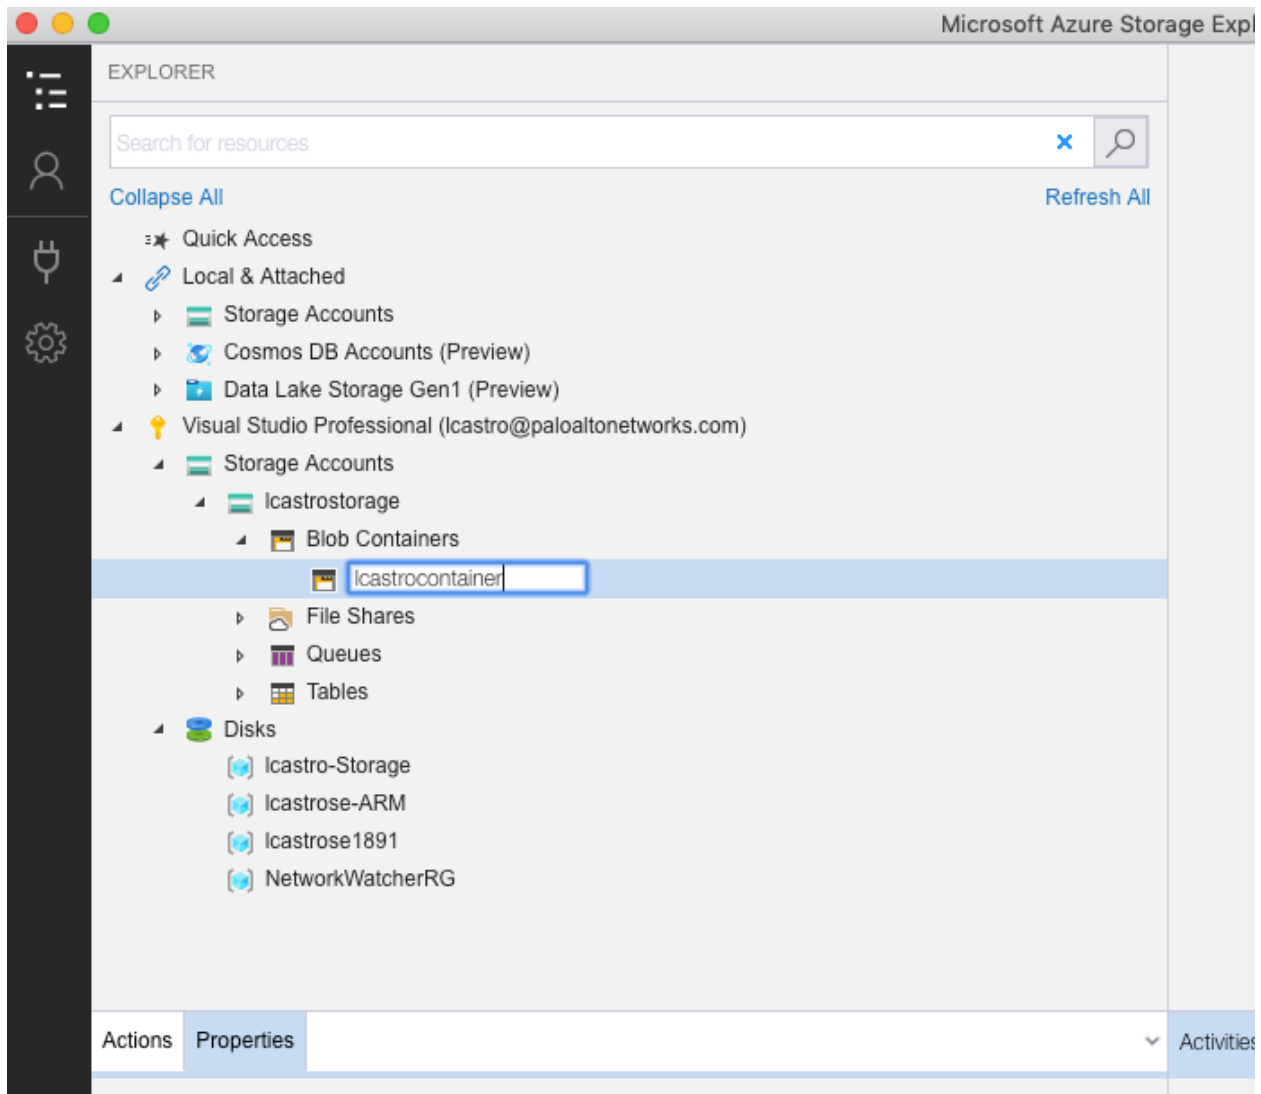 Microsoft Azure Storage Expl
EXPLORER
Search for resources
Collapse All
Refresh All
Quick Access
Local & Attached
Storage Accounts
Cosmos DB Accounts (Preview)
Data Lake Storage Gen1 (Preview)
Visual Studio Professional (lcastro@paloaltonetworks.com)
Storage Accounts
lcastrostorage
Blob Containers
lcastrocontainer
File Shares
Queues
Tables
Disks
lcastro-Storage
lcastrose-ARM
lcastrose1891
NetworkWatcherRG
Actions Properties Activities